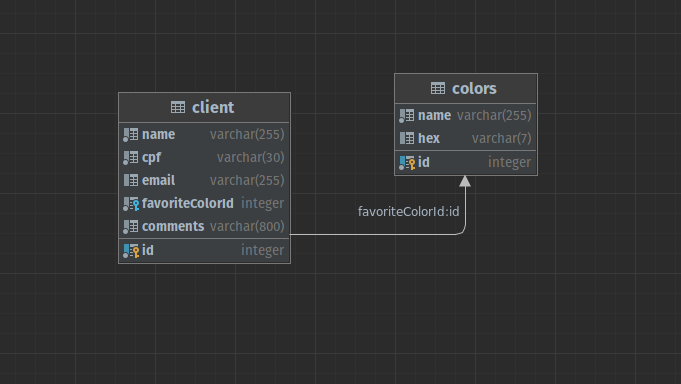 client
name varchar(255)
cpf varchar(30)
email varchar(255)
favoriteColorId integer
comments varchar(800)
id integer
colors
name varchar(255)
hex varchar(7)
id integer
favoriteColorId:id